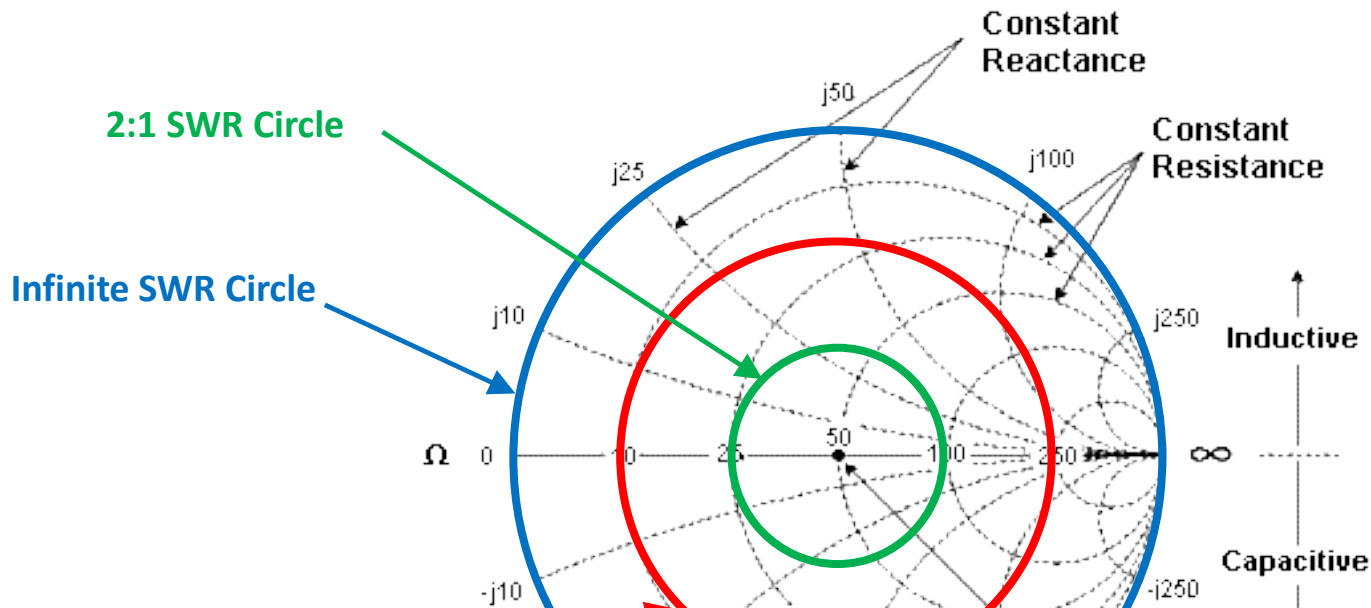 Constant
Reactance
j50
2:1 SWR Circle
Constant
Resistance
j100
j25
Infinite SWR Circle
j10
j250
Inductive
50
Ω 0 10 25 100 250 ∞
Capacitive
-j10
-j250